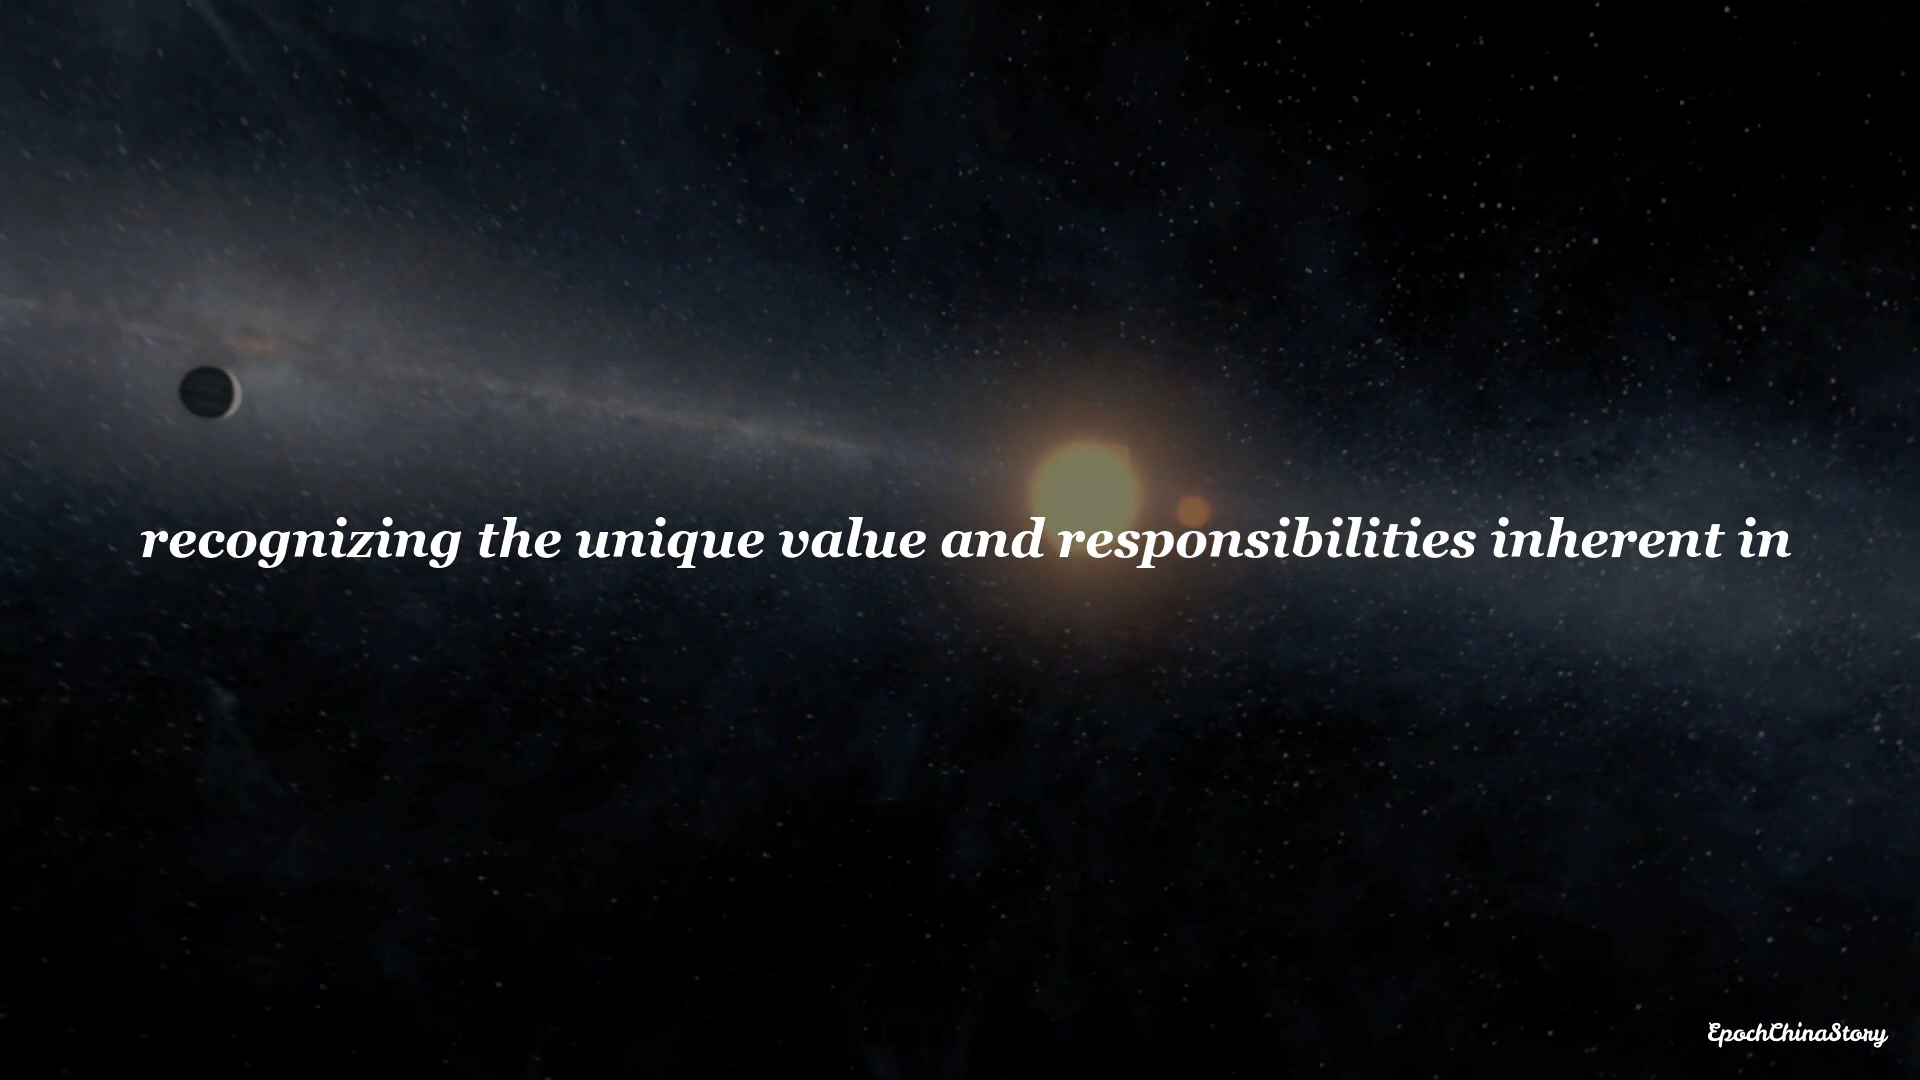 recognizing the unique value and responsibilities inherent in
EpochChinaStory